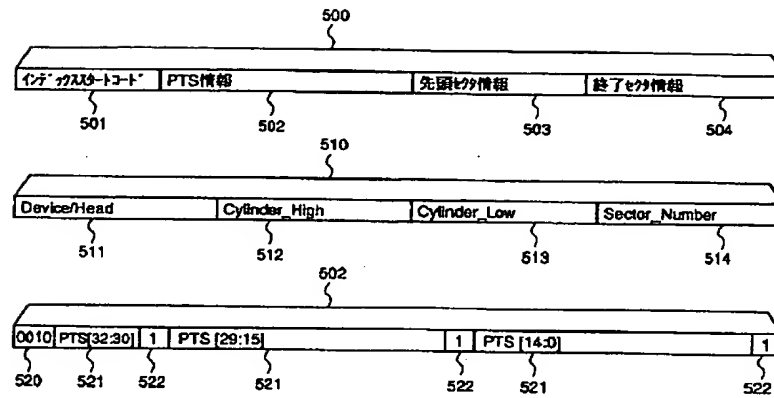 500
インデックススタートコード PTS情報 先頭セクタ情報 終了セクタ情報
501 502 503 504
510
Device/Head Cylinder_High Cylinder_Low Sector_Number
511 512 513 514
502
0010 PTS[32:30] 1 PTS [29:15] 1 PTS [14:0] 1
520 521 522 521 522 521 522